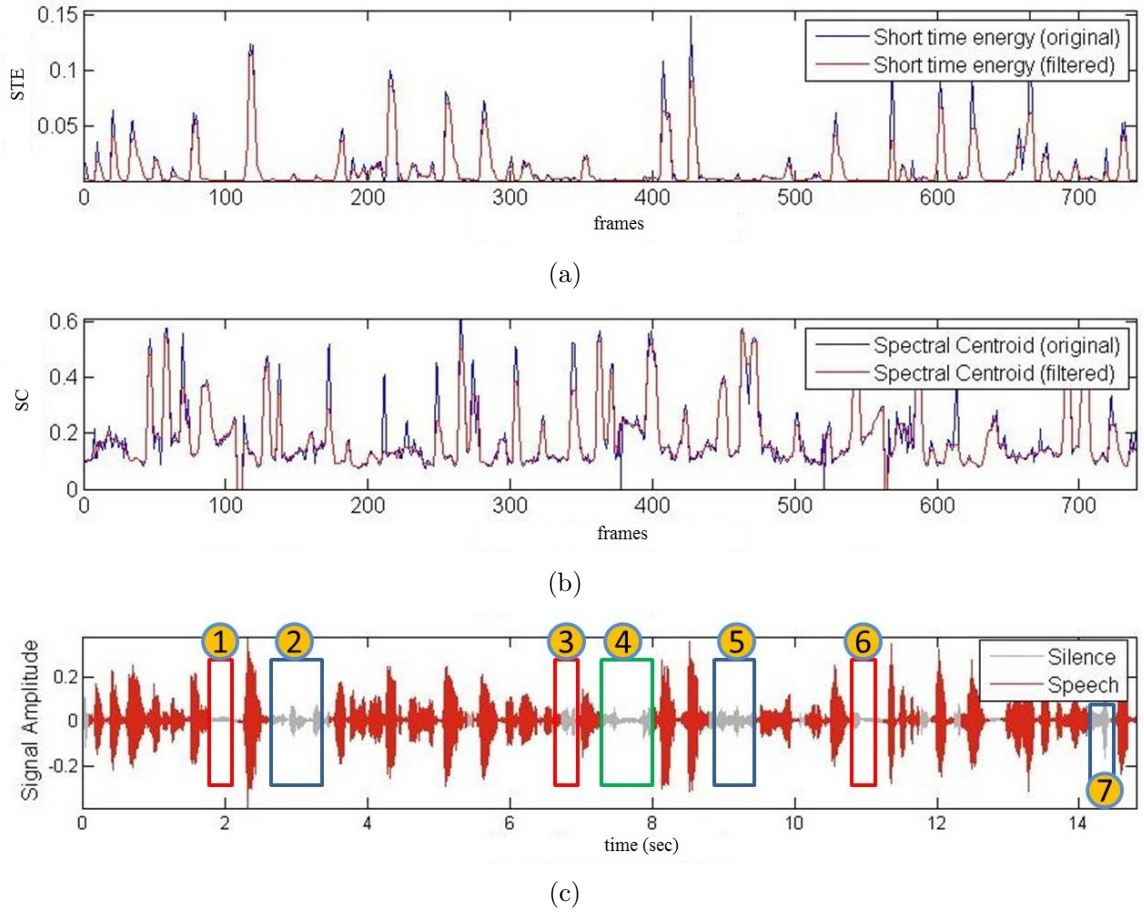 0.15
0.1
0.05
STE
Short time energy (original)
Short time energy (filtered)
0 100 200 300 400 500 600 700
frames
(a)
0.6
0.4
0.2
0
SC
Spectral Centroid (original)
Spectral Centroid (filtered)
0 100 200 300 400 500 600 700
frames
(b)
1 2 3 4 5 6
0.2
0
-0.2
Signal Amplitude
Silence
Speech
7
0 2 4 6 8 10 12 14
time (sec)
(c)